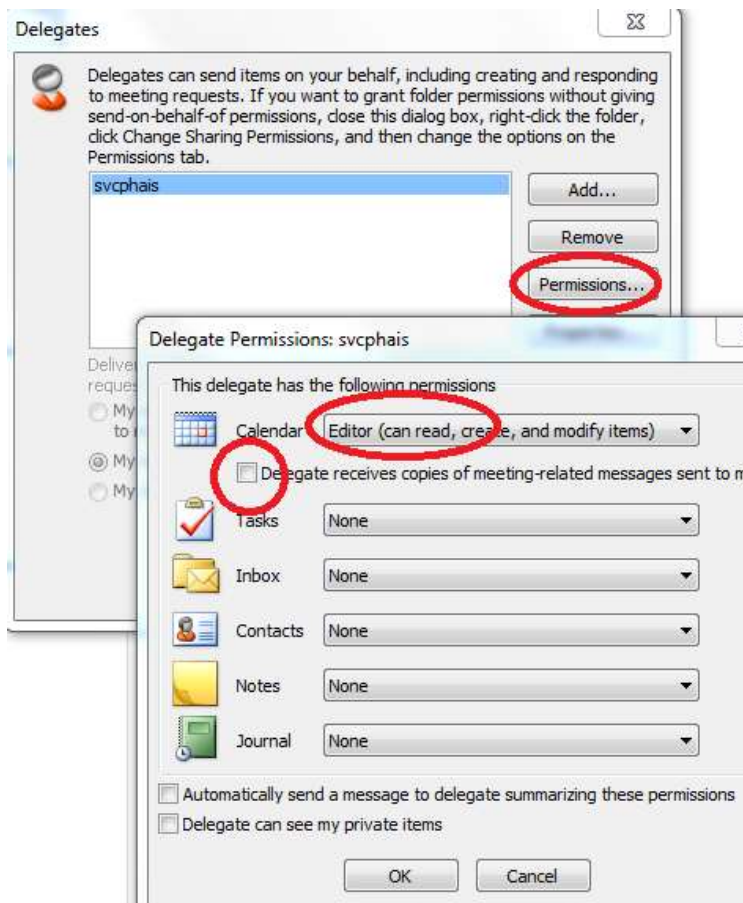 Delegates
Delegates can send items on your behalf, including creating and responding
to meeting requests. If you want to grant folder permissions without giving
send-on-behalf-of permissions, close this dialog box, right-click the folder,
click Change Sharing Permissions, and then change the options on the
Permissions tab.
svcphais
Add...
Remove
Permissions...
Delegate Permissions: svcphais
This delegate has the following permissions
Calendar Editor (can read, create, and modify items)
Delegate receives copies of meeting-related messages sent to
Tasks None
Inbox None
Contacts None
Notes None
Journal None
Automatically send a message to delegate summarizing these permissions
Delegate can see my private items
OK Cancel
My
to
My
My